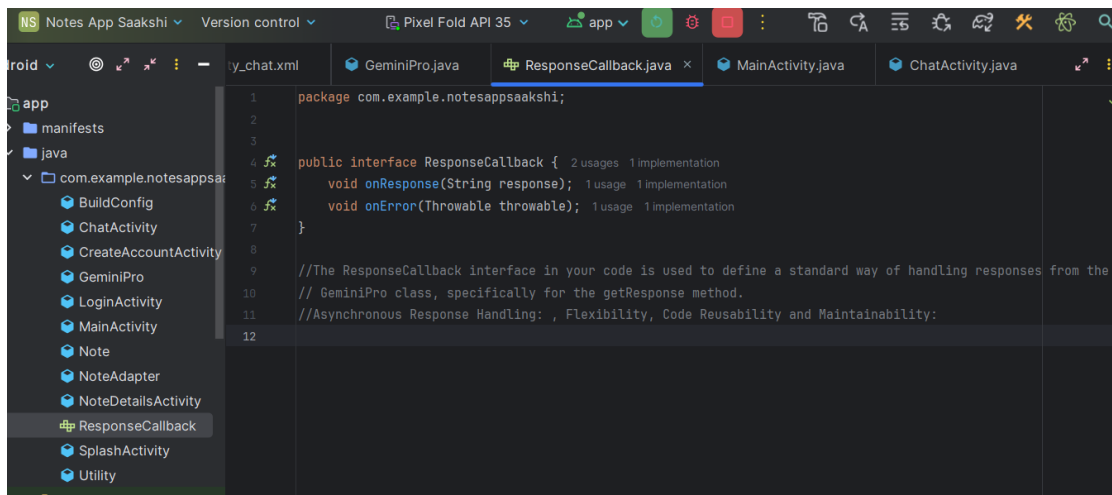 NS Notes App Saakshi Version control Pixel Fold API 35 app
droid
ty_chat.xml GeminiPro.java ResponseCallback.java × MainActivity.java ChatActivity.java
app
manifests
java
com.example.notesappsaa
BuildConfig
ChatActivity
CreateAccountActivity
GeminiPro
LoginActivity
MainActivity
Note
NoteAdapter
NoteDetailsActivity
ResponseCallback
SplashActivity
Utility
1 package com.example.notesappsaakshi;
2
3
4 public interface ResponseCallback { 2 usages 1 implementation
5 void onResponse(String response); 1 usage 1 implementation
6 void onError(Throwable throwable); 1 usage 1 implementation
7 }
8
9 //The ResponseCallback interface in your code is used to define a standard way of handling responses from the
10 // GeminiPro class, specifically for the getResponse method.
11 //Asynchronous Response Handling: , Flexibility, Code Reusability and Maintainability:
12